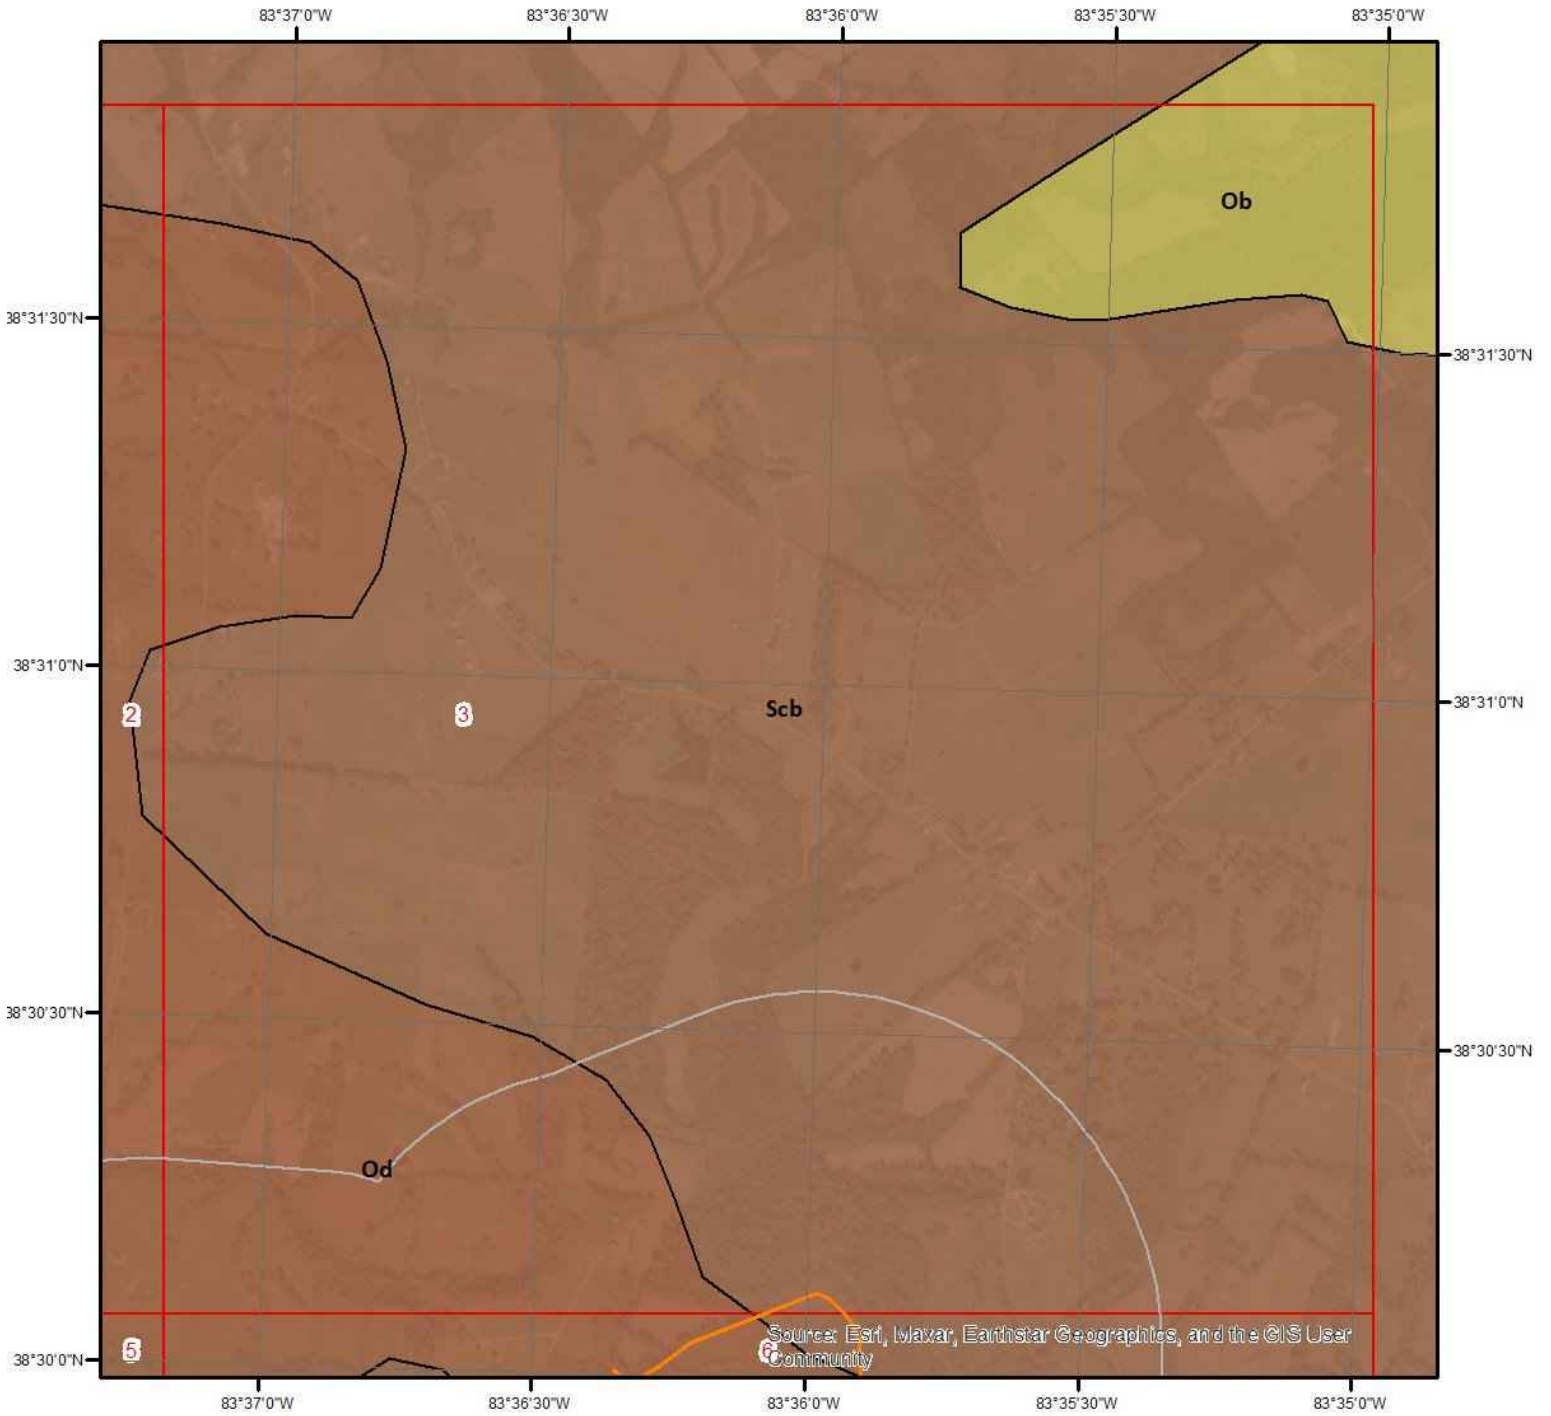 83°37'0"W 83°36'30"W 83°36'0"W 83°35'30"W 83°35'0"W
Ob
38°31'30"N
38°31'30"N
38°31'0"N
38°31'0"N
2 3 Scb
38°30'30"N
38°30'30"N
Od
Source: Esri, Maxar, Earthstar Geographics, and the GIS User
Community
5 6
38°30'0"N
83°37'0"W 83°36'30"W 83°36'0"W 83°35'30"W 83°35'0"W